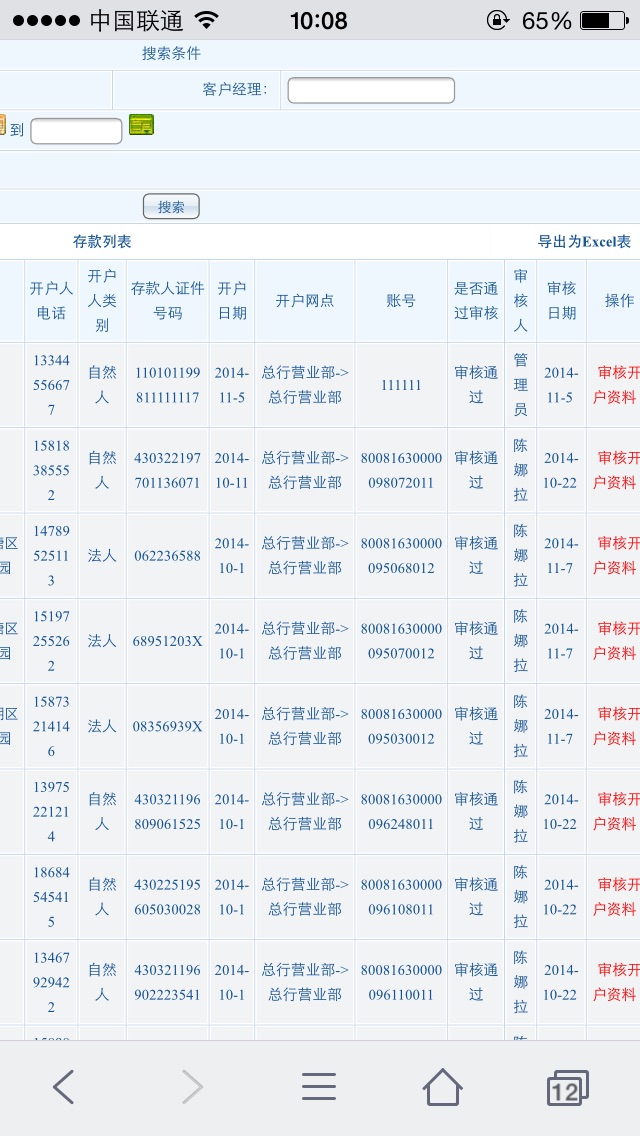 中国联通 10:08 65%
搜索条件
客户经理:
到
搜索
存款列表 导出为Excel表
开户人电话 开户人类别 存款人证件号码 开户日期 开户网点 账号 是否通过审核 审核人 审核日期 操作
13344556677 自然人 110101199811111117 2014-11-5 总行营业部->总行营业部 111111 审核通过 管理员 2014-11-5 审核开户资料
15818385552 自然人 430322197701136071 2014-10-11 总行营业部->总行营业部 80081630000098072011 审核通过 陈娜拉 2014-10-22 审核开户资料
区园 14789525113 法人 062236588 2014-10-1 总行营业部->总行营业部 80081630000095068012 审核通过 陈娜拉 2014-11-7 审核开户资料
区园 15197255262 法人 68951203X 2014-10-1 总行营业部->总行营业部 80081630000095070012 审核通过 陈娜拉 2014-11-7 审核开户资料
区园 15873214146 法人 08356939X 2014-10-1 总行营业部->总行营业部 80081630000095030012 审核通过 陈娜拉 2014-11-7 审核开户资料
13975221214 自然人 430321196809061525 2014-10-1 总行营业部->总行营业部 80081630000096248011 审核通过 陈娜拉 2014-10-22 审核开户资料
18684545415 自然人 430225195605030028 2014-10-1 总行营业部->总行营业部 80081630000096108011 审核通过 陈娜拉 2014-10-22 审核开户资料
13467929422 自然人 430321196902223541 2014-10-1 总行营业部->总行营业部 80081630000096110011 审核通过 陈娜拉 2014-10-22 审核开户资料
12